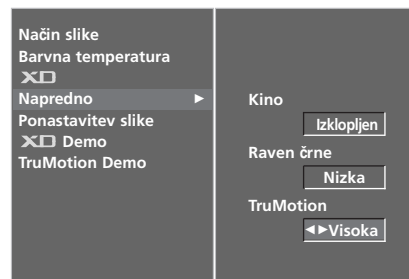 Način slike
Barvna temperatura
XD
Napredno ►
Ponastavitev slike
XD Demo
TruMotion Demo
Kino
Izklopljen
Raven črne
Nizka
TruMotion
◄►Visoka